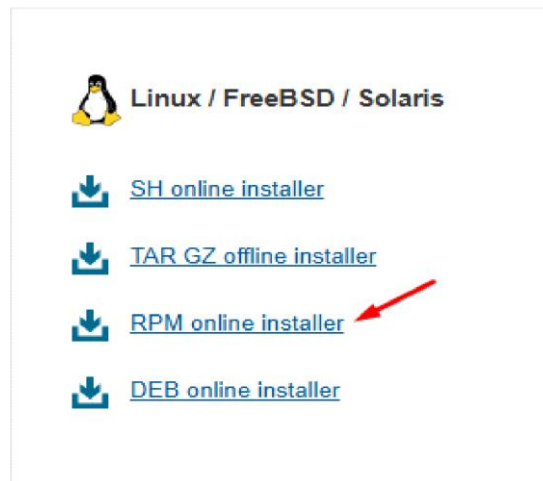 Linux / FreeBSD / Solaris
SH online installer
TAR GZ offline installer
RPM online installer
DEB online installer